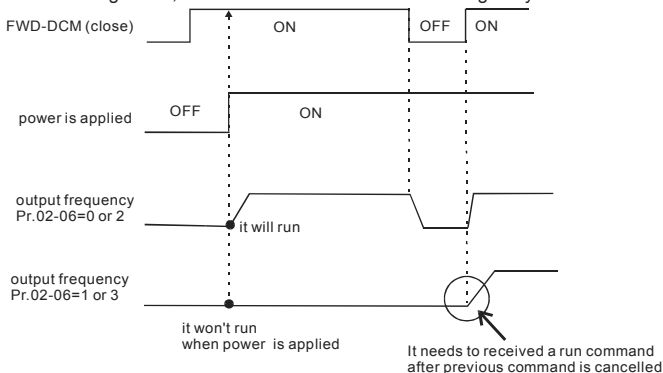 FWD-DCM (close)
ON
OFF
ON
power is applied
OFF
ON
output frequency
Pr.02-06=0 or 2
it will run
output frequency
Pr.02-06=1 or 3
it won't run
when power is applied
It needs to received a run command
after previous command is cancelled